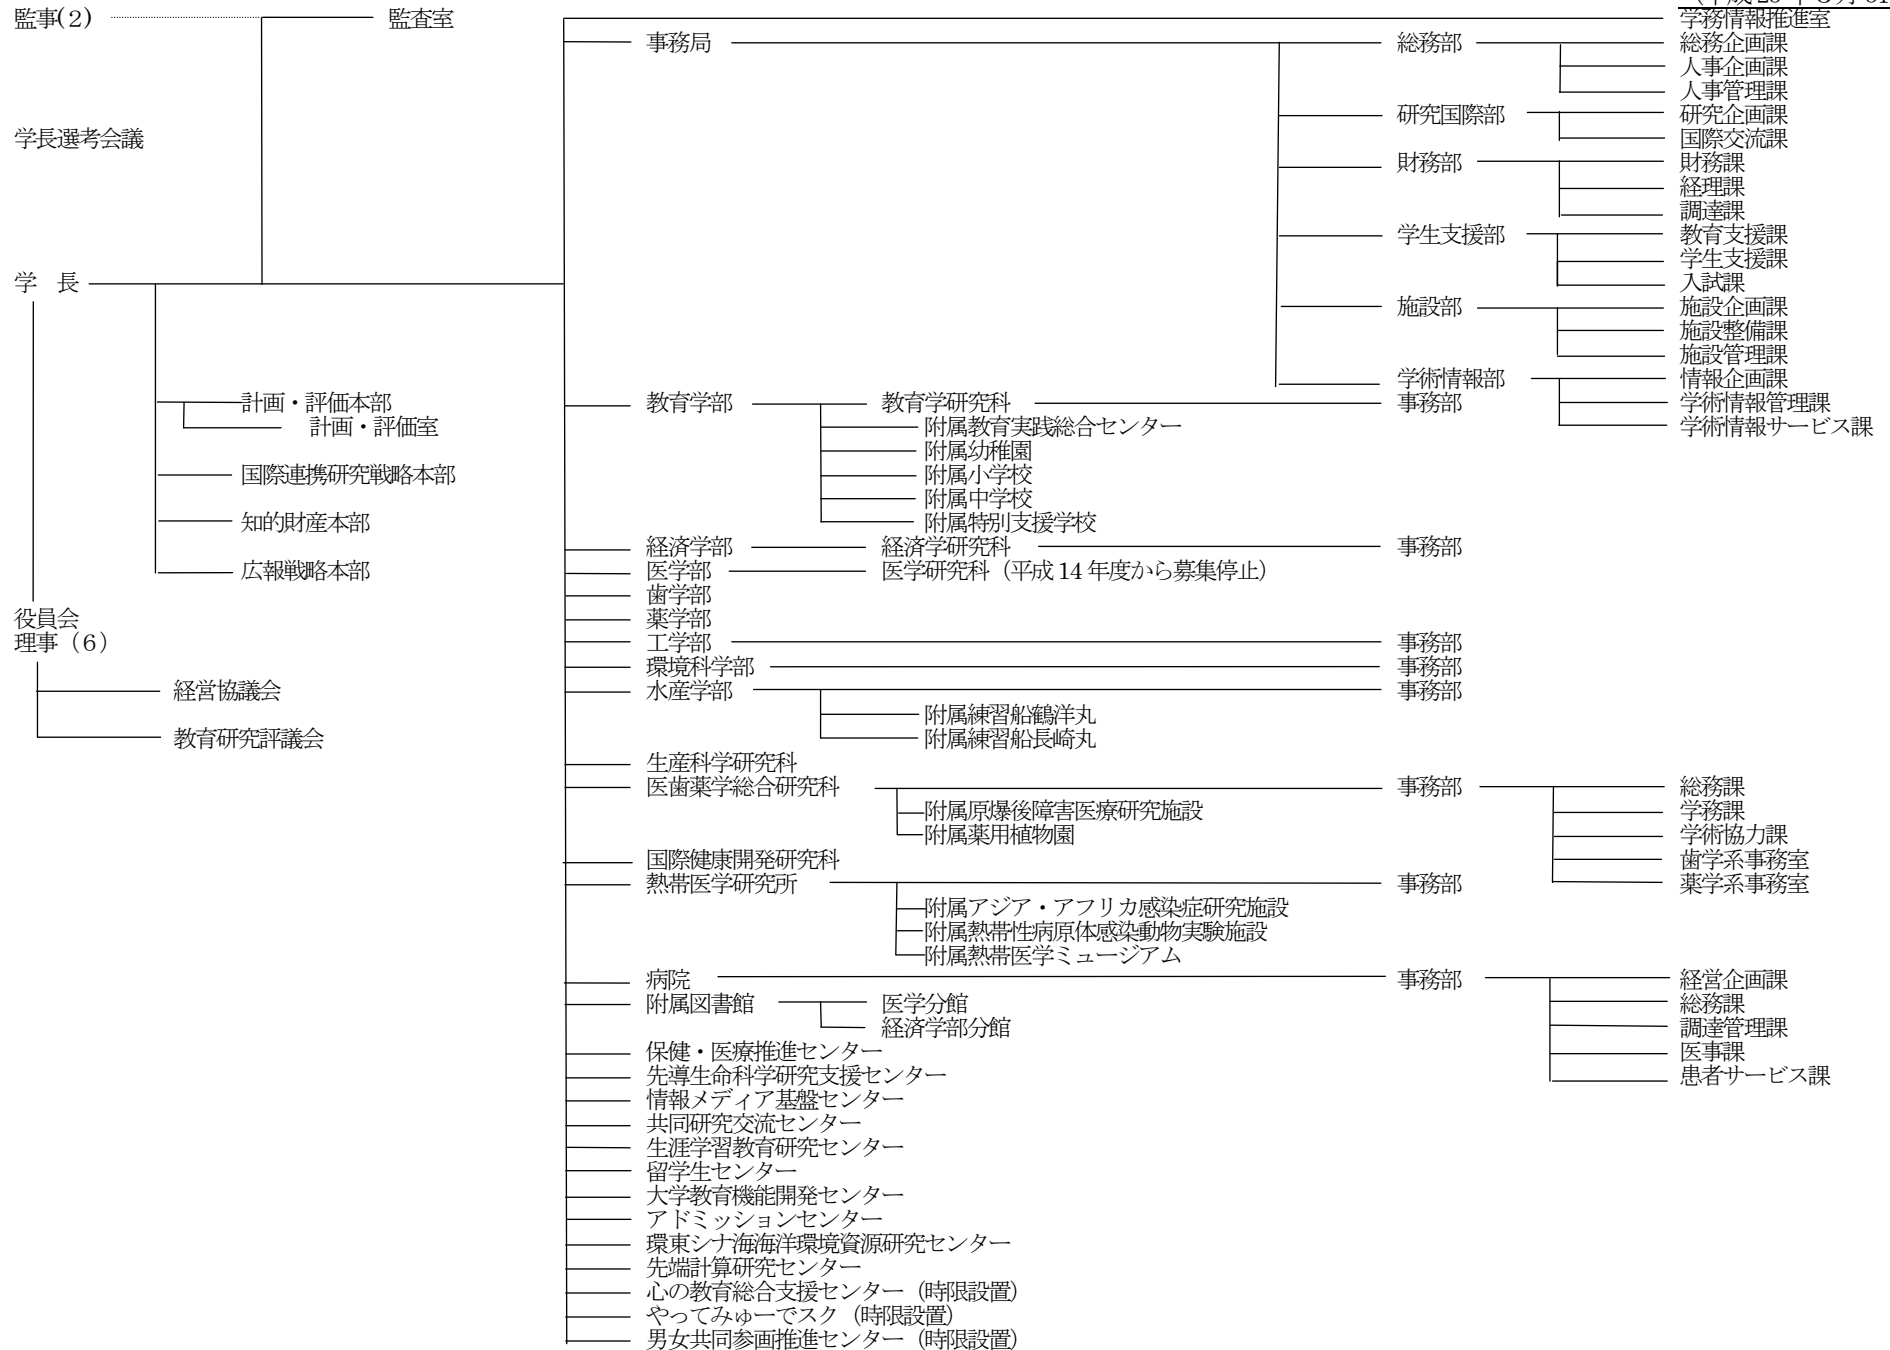 監事(2) 監査室 学務情報推進室
事務局 総務部 総務企画課
人事企画課
人事管理課
研究国際部 研究企画課
学長選考会議 国際交流課
財務部 財務課
経理課
調達課
学生支援部 教育支援課
学生支援課
学 長 入試課
施設部 施設企画課
施設整備課
施設管理課
学術情報部 情報企画課
計画・評価本部 教育学部 教育学研究科 事務部 学術情報管理課
計画・評価室 附属教育実践総合センター 学術情報サービス課
附属幼稚園
国際連携研究戦略本部 附属小学校
附属中学校
知的財産本部 附属特別支援学校
経済学部 経済学研究科 事務部
広報戦略本部 医学部 医学研究科（平成14年度から募集停止）
歯学部
役員会 薬学部
理事（6） 工学部 事務部
環境科学部 事務部
経営協議会 水産学部 事務部
附属練習船鶴洋丸
教育研究評議会 附属練習船長崎丸
生産科学研究科
医歯薬学総合研究科 事務部 総務課
附属原爆後障害医療研究施設 学務課
附属薬用植物園 学術協力課
国際健康開発研究科 歯学系事務室
熱帯医学研究所 事務部 薬学系事務室
附属アジア・アフリカ感染症研究施設
附属熱帯性病原体感染動物実験施設
附属熱帯医学ミュージアム
病院 事務部 経営企画課
附属図書館 医学分館 総務課
経済学部分館 調達管理課
保健・医療推進センター 医事課
先導生命科学研究支援センター 患者サービス課
情報メディア基盤センター
共同研究交流センター
生涯学習教育研究センター
留学生センター
大学教育機能開発センター
アドミッションセンター
環東シナ海海洋環境資源研究センター
先端計算研究センター
心の教育総合支援センター（時限設置）
やってみゅーでスク（時限設置）
男女共同参画推進センター（時限設置）